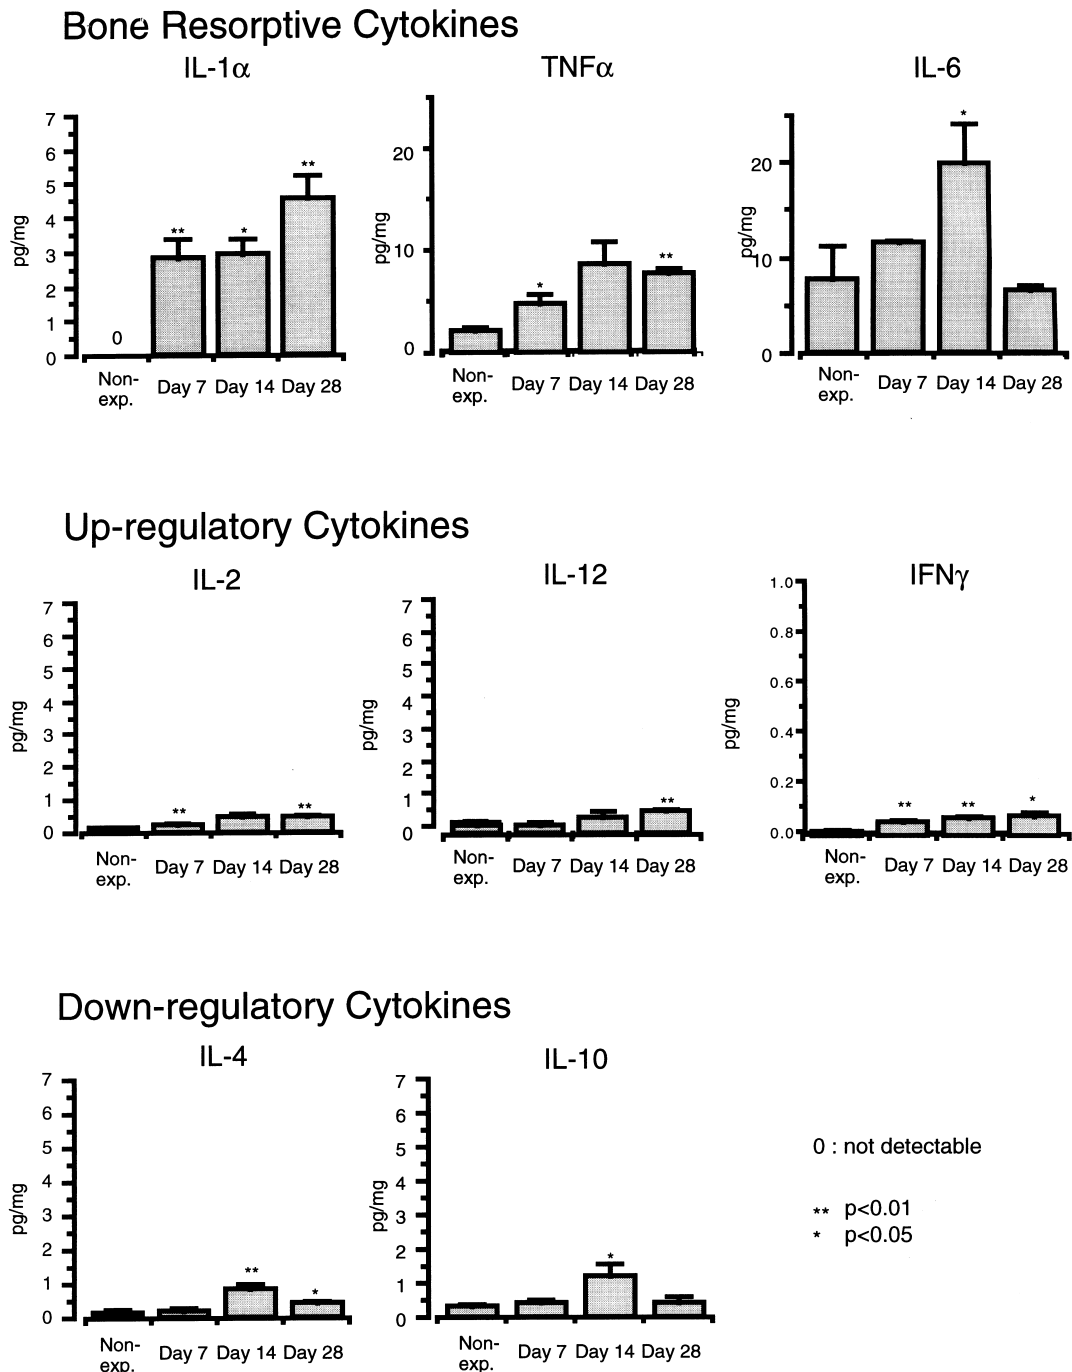 Bone Resorptive Cytokines
IL-1α
TNFα
IL-6
7
6
5
4
3
2
1
0
pg/mg
**
*
**
0
Non-
exp.
Day 7
Day 14
Day 28
20
10
0
pg/mg
*
**
Non-
exp.
Day 7
Day 14
Day 28
20
10
0
pg/mg
*
Non-
exp.
Day 7
Day 14
Day 28
Up-regulatory Cytokines
IL-2
IL-12
IFNγ
7
6
5
4
3
2
1
0
pg/mg
**
**
Non-
exp.
Day 7
Day 14
Day 28
7
6
5
4
3
2
1
0
pg/mg
**
Non-
exp.
Day 7
Day 14
Day 28
1.0
0.8
0.6
0.4
0.2
0.0
pg/mg
**
**
*
Non-
exp.
Day 7
Day 14
Day 28
Down-regulatory Cytokines
IL-4
IL-10
7
6
5
4
3
2
1
0
pg/mg
**
*
Non-
exp.
Day 7
Day 14
Day 28
7
6
5
4
3
2
1
0
pg/mg
*
Non-
exp.
Day 7
Day 14
Day 28
0 : not detectable
** p<0.01
* p<0.05